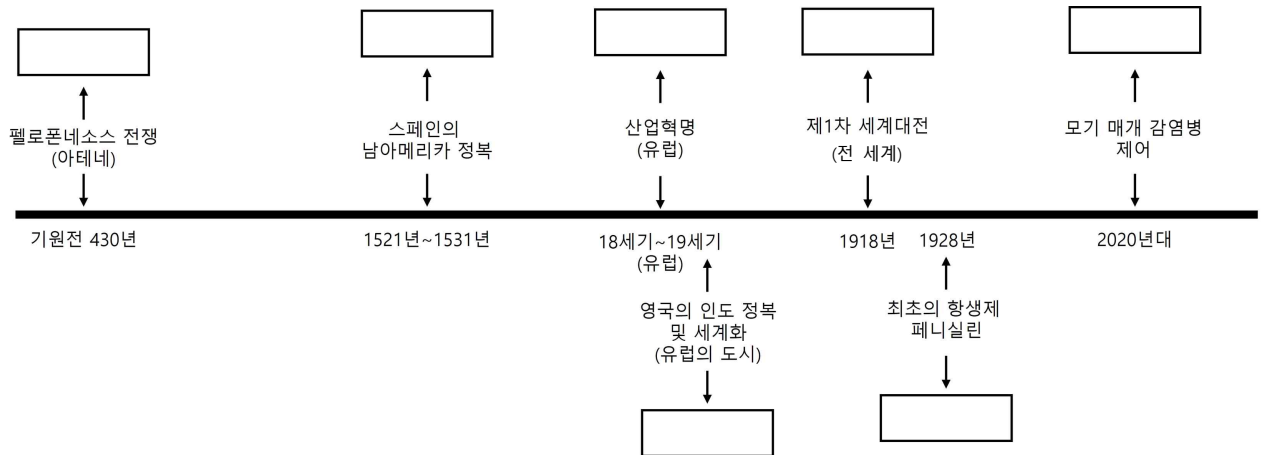 펠로폰네소스 전쟁
(아테네)
스페인의
남아메리카 정복
산업혁명
(유럽)
제1차 세계대전
(전 세계)
모기 매개 감염병
제어
기원전 430년
1521년~1531년
18세기~19세기
(유럽)
1918년
1928년
2020년대
영국의 인도 정복
및 세계화
(유럽의 도시)
최초의 항생제
페니실린